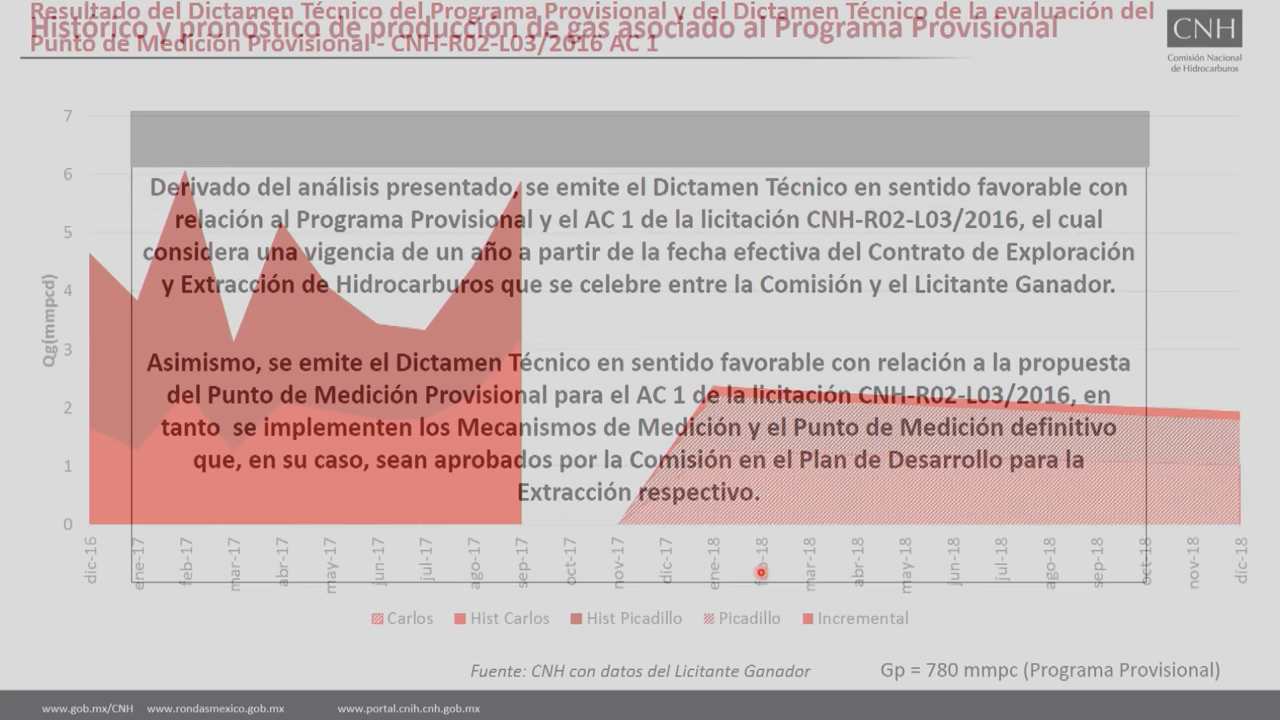 Resultado del Dictamen Técnico del Programa Provisional y del Dictamen Técnico de la evaluación del
Punto de Medición Provisional - CNH-R02-L03/2016 AC 1
Histórico y pronóstico de producción de gas asociado al Programa Provisional
CNH
Comisión Nacional
de Hidrocarburos
Derivado del análisis presentado, se emite el Dictamen Técnico en sentido favorable con
relación al Programa Provisional y el AC 1 de la licitación CNH-R02-L03/2016, el cual
considera una vigencia de un año a partir de la fecha efectiva del Contrato de Exploración
y Extracción de Hidrocarburos que se celebre entre la Comisión y el Licitante Ganador.
Asimismo, se emite el Dictamen Técnico en sentido favorable con relación a la propuesta
del Punto de Medición Provisional para el AC 1 de la licitación CNH-R02-L03/2016, en
tanto se implementen los Mecanismos de Medición y el Punto de Medición definitivo
que, en su caso, sean aprobados por la Comisión en el Plan de Desarrollo para la
Extracción respectivo.
Qg(mmpcd)
7
6
5
4
3
2
1
0
dic-16
ene-17
feb-17
mar-17
abr-17
may-17
jun-17
jul-17
ago-17
sep-17
oct-17
nov-17
dic-17
ene-18
feb-18
mar-18
abr-18
may-18
jun-18
jul-18
ago-18
sep-18
oct-18
nov-18
dic-18
Carlos Hist Carlos Hist Picadillo Picadillo Incremental
Fuente: CNH con datos del Licitante Ganador
Gp = 780 mmpc (Programa Provisional)
www.gob.mx/CNH www.rondasmexico.gob.mx www.portal.cnih.cnh.gob.mx